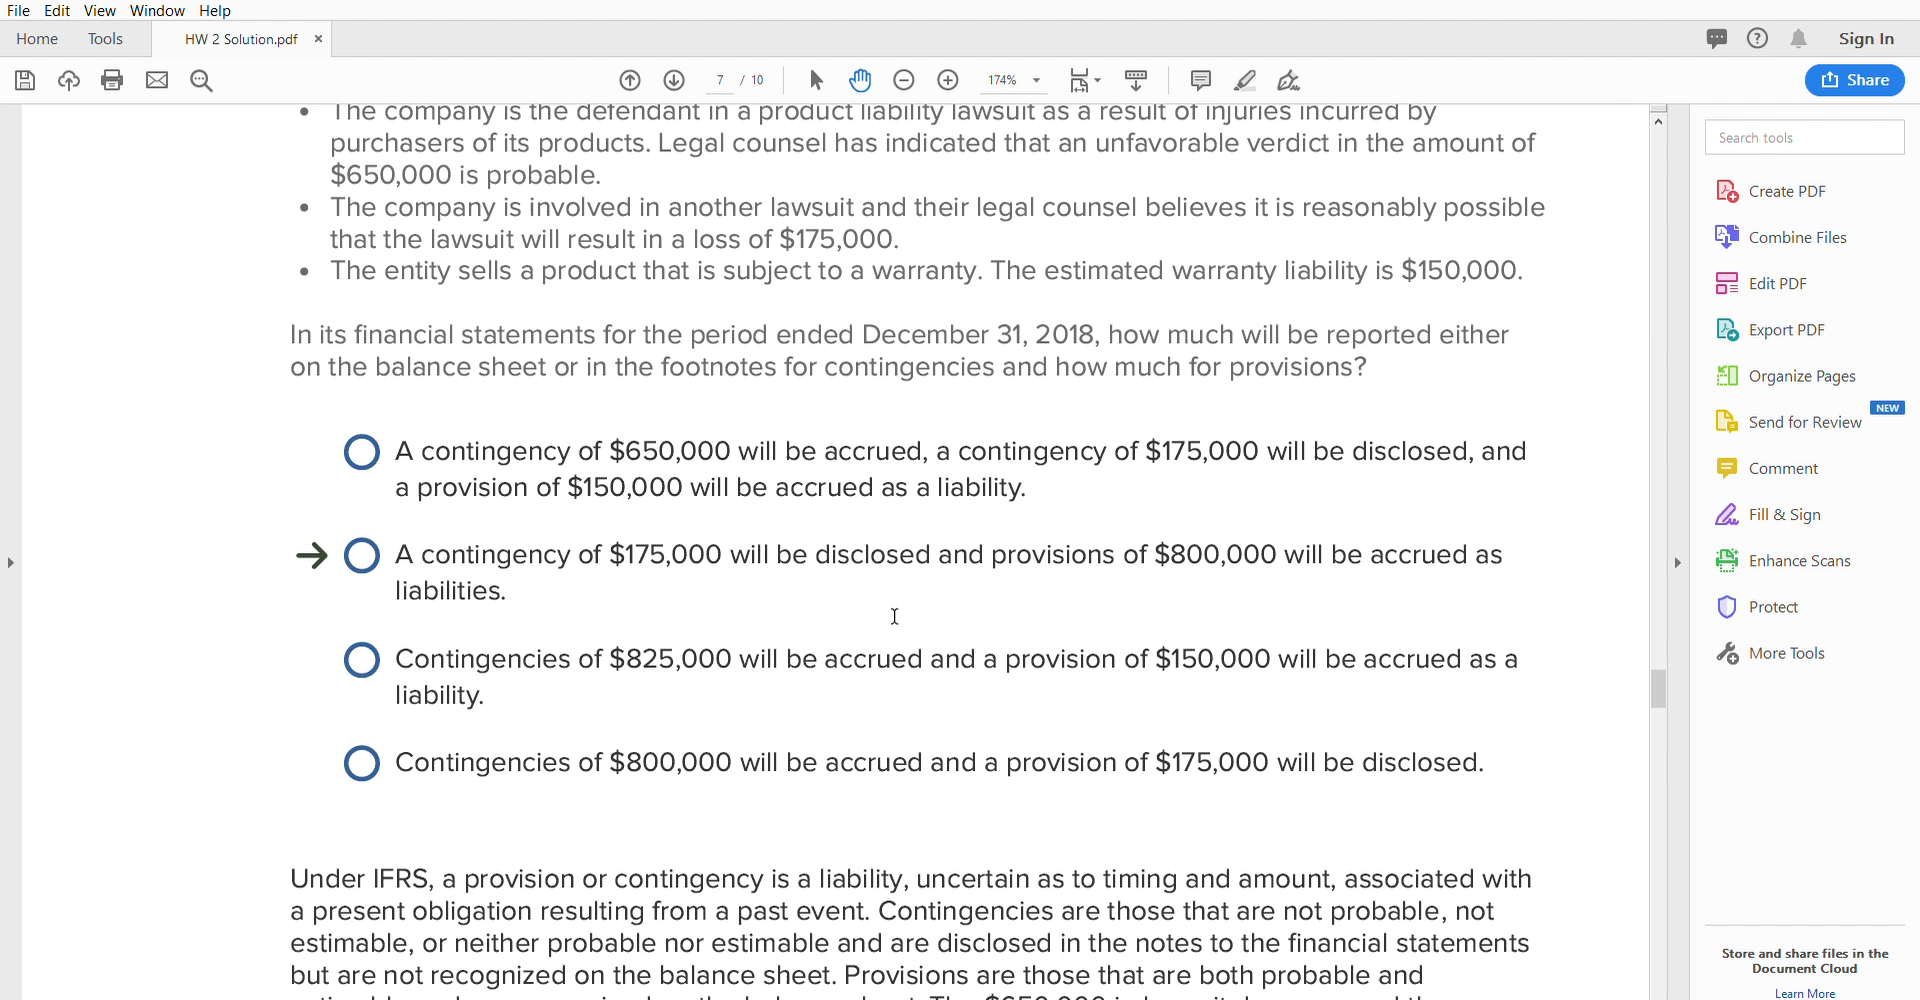 File Edit View Window Help
Home Tools HW 2 Solution.pdf × Sign In
7 / 10 174% Share
• The company is the defendant in a product liability lawsuit as a result of injuries incurred by
purchasers of its products. Legal counsel has indicated that an unfavorable verdict in the amount of
$650,000 is probable.
• The company is involved in another lawsuit and their legal counsel believes it is reasonably possible
that the lawsuit will result in a loss of $175,000.
• The entity sells a product that is subject to a warranty. The estimated warranty liability is $150,000.
In its financial statements for the period ended December 31, 2018, how much will be reported either
on the balance sheet or in the footnotes for contingencies and how much for provisions?
A contingency of $650,000 will be accrued, a contingency of $175,000 will be disclosed, and
a provision of $150,000 will be accrued as a liability.
→ A contingency of $175,000 will be disclosed and provisions of $800,000 will be accrued as
liabilities.
Contingencies of $825,000 will be accrued and a provision of $150,000 will be accrued as a
liability.
Contingencies of $800,000 will be accrued and a provision of $175,000 will be disclosed.
Under IFRS, a provision or contingency is a liability, uncertain as to timing and amount, associated with
a present obligation resulting from a past event. Contingencies are those that are not probable, not
estimable, or neither probable nor estimable and are disclosed in the notes to the financial statements
but are not recognized on the balance sheet. Provisions are those that are both probable and
Search tools
Create PDF
Combine Files
Edit PDF
Export PDF
Organize Pages
NEW
Send for Review
Comment
Fill & Sign
Enhance Scans
Protect
More Tools
Store and share files in the
Document Cloud
Learn More